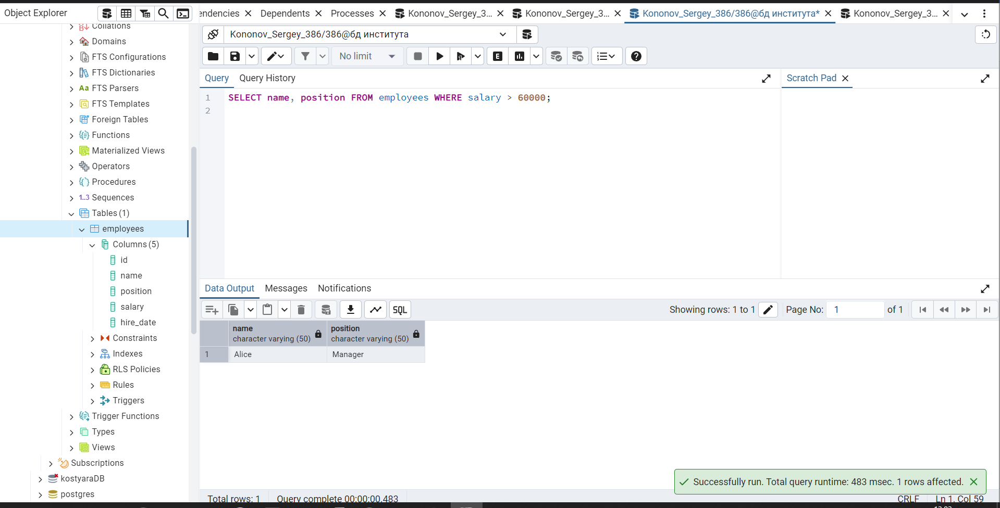 Object Explorer
endencies
Dependents
Processes
Kononov_Sergey_3...
Kononov_Sergey_3...
Kononov_Sergey_386/386@бд института*
Kononov_Sergey_3...
Kononov_Sergey_386/386@бд института
No limit
E
Query
Query History
Scratch Pad
1 SELECT name, position FROM employees WHERE salary > 60000;
2
Collations
Domains
FTS Configurations
FTS Dictionaries
Aa FTS Parsers
FTS Templates
Foreign Tables
Functions
Materialized Views
Operators
Procedures
1..3 Sequences
Tables (1)
employees
Columns (5)
id
name
position
salary
hire_date
Constraints
Indexes
RLS Policies
Rules
Triggers
Trigger Functions
Types
Views
Subscriptions
kostyaraDB
postgres
Data Output
Messages
Notifications
SQL
Showing rows: 1 to 1
Page No: 1 of 1
name
character varying (50)
position
character varying (50)
1 Alice Manager
Successfully run. Total query runtime: 483 msec. 1 rows affected.
Total rows: 1
Query complete 00:00:00.483
CRLF
Ln 1, Col 59